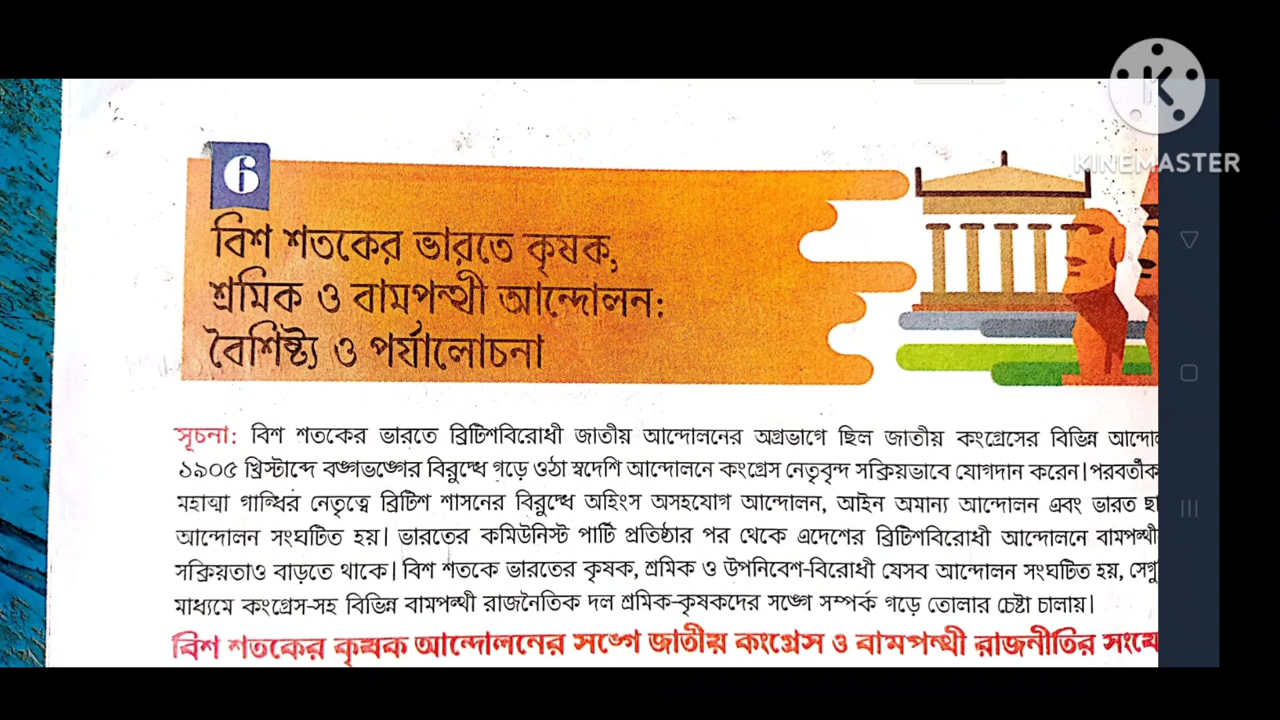 KINEMASTER
6
বিশ শতকের ভারতে কৃষক,
শ্রমিক ও বামপন্থী আন্দোলন:
বৈশিষ্ট্য ও পর্যালোচনা
সূচনা: বিশ শতকের ভারতে ব্রিটিশবিরোধী জাতীয় আন্দোলনের অগ্রভাগে ছিল জাতীয় কংগ্রেসের বিভিন্ন
১৯০৫ খ্রিস্টাব্দে বঙ্গভঙ্গের বিরুদ্ধে গড়ে ওঠা স্বদেশি আন্দোলনে কংগ্রেস নেতৃবৃন্দ সক্রিয়ভাবে যোগদান করেন।
মহাত্মা গান্ধির নেতৃত্বে ব্রিটিশ শাসনের বিরুদ্ধে অহিংস অসহযোগ আন্দোলন, আইন অমান্য আন্দোলন এবং ভারত
আন্দোলন সংঘটিত হয়। ভারতের কমিউনিস্ট পার্টি প্রতিষ্ঠার পর থেকে এদেশের ব্রিটিশবিরোধী আন্দোলনে বামপন্থী
সক্রিয়তাও বাড়তে থাকে। বিশ শতকে ভারতের কৃষক, শ্রমিক ও উপনিবেশ-বিরোধী যেসব আন্দোলন সংঘটিত হয়,
মাধ্যমে কংগ্রেস-সহ বিভিন্ন বামপন্থী রাজনৈতিক দল শ্রমিক-কৃষকদের সঙ্গে সম্পর্ক গড়ে তোলার চেষ্টা চালায়।
বিশ শতকের কৃষক আন্দোলনের সঙ্গে জাতীয় কংগ্রেস ও বামপন্থী রাজনীতির